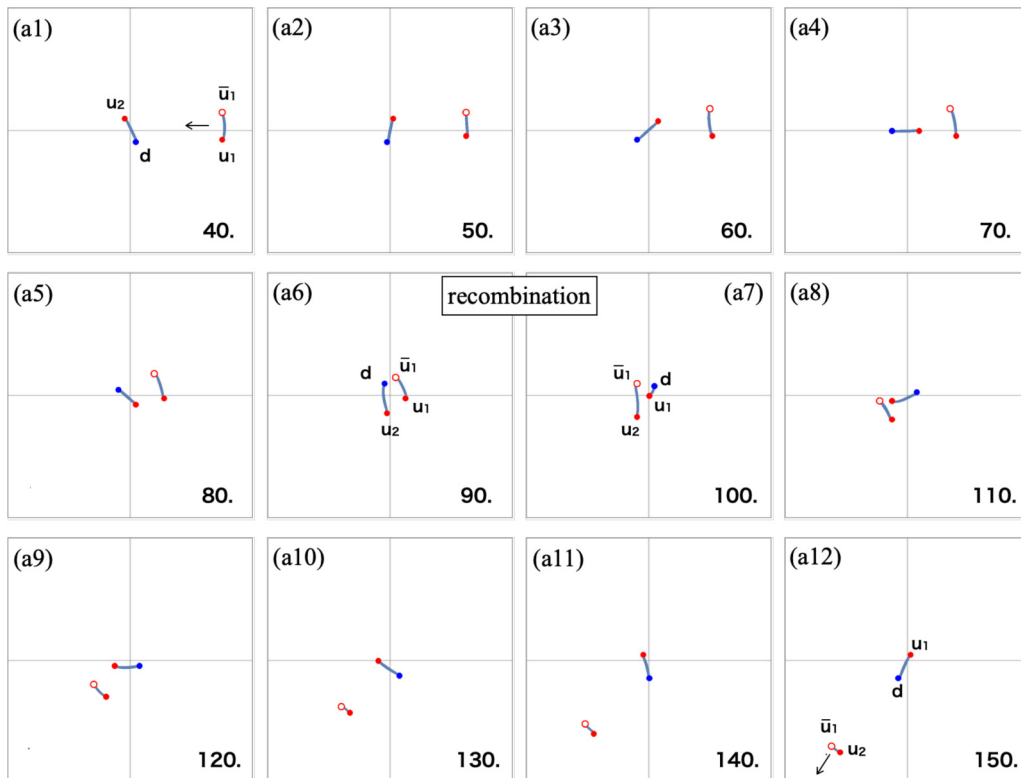 (a1) (a2) (a3) (a4)
u2 d ū1 u1
40. 50. 60. 70.
(a5) (a6) recombination (a7) (a8)
d ū1 u1 u2
ū1 d u1 u2
80. 90. 100. 110.
(a9) (a10) (a11) (a12)
u1 d ū1 u2
120. 130. 140. 150.